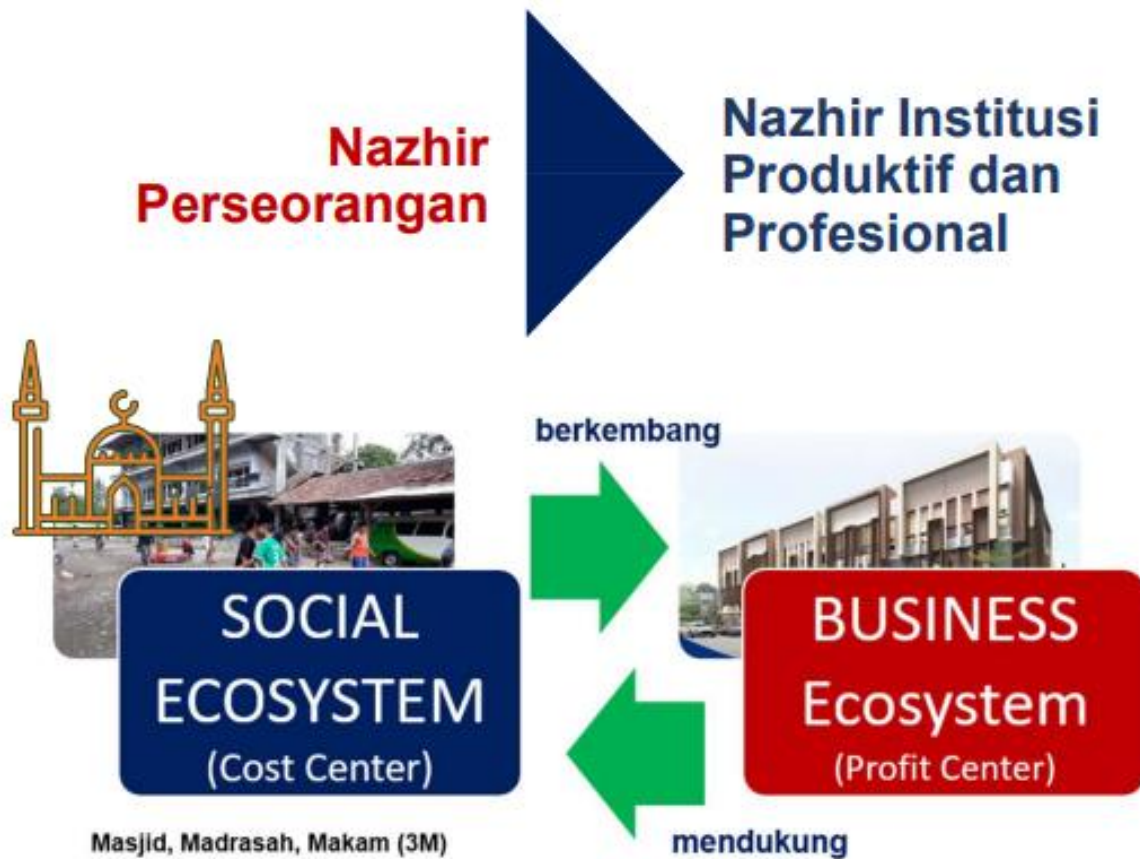 Nazhir
Perseorangan
Nazhir Institusi
Produktif dan
Profesional
berkembang
SOCIAL
ECOSYSTEM
(Cost Center)
BUSINESS
Ecosystem
(Profit Center)
Masjid, Madrasah, Makam (3M)
mendukung